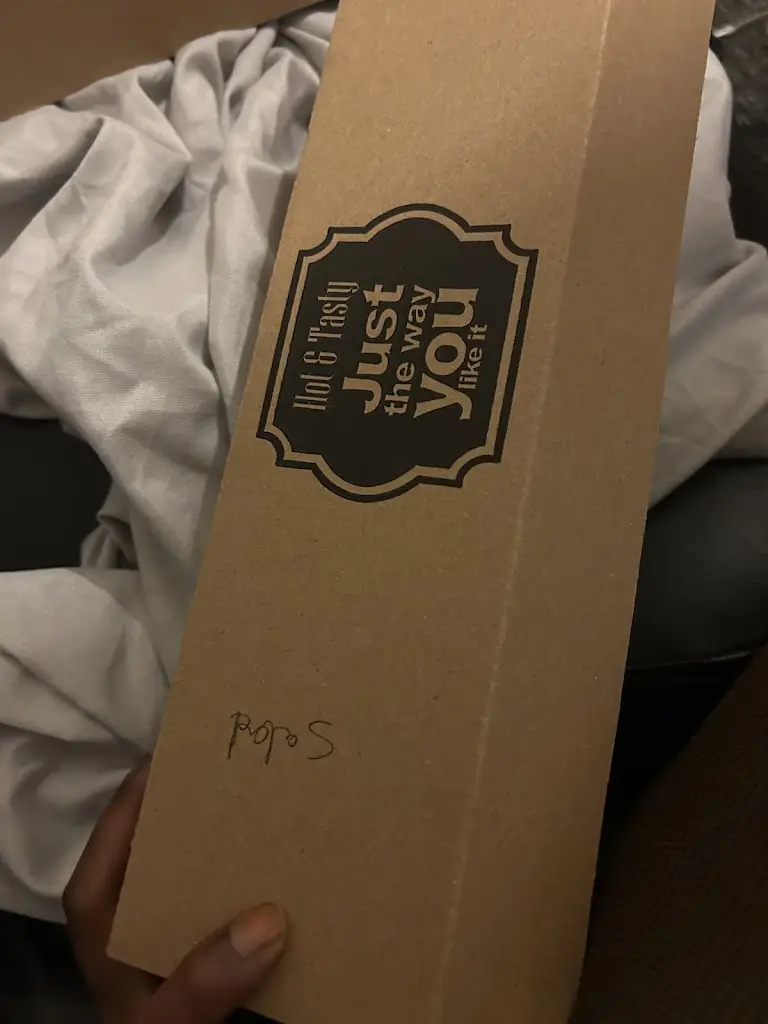 Hot & Tasty
Just
the way
you
like it